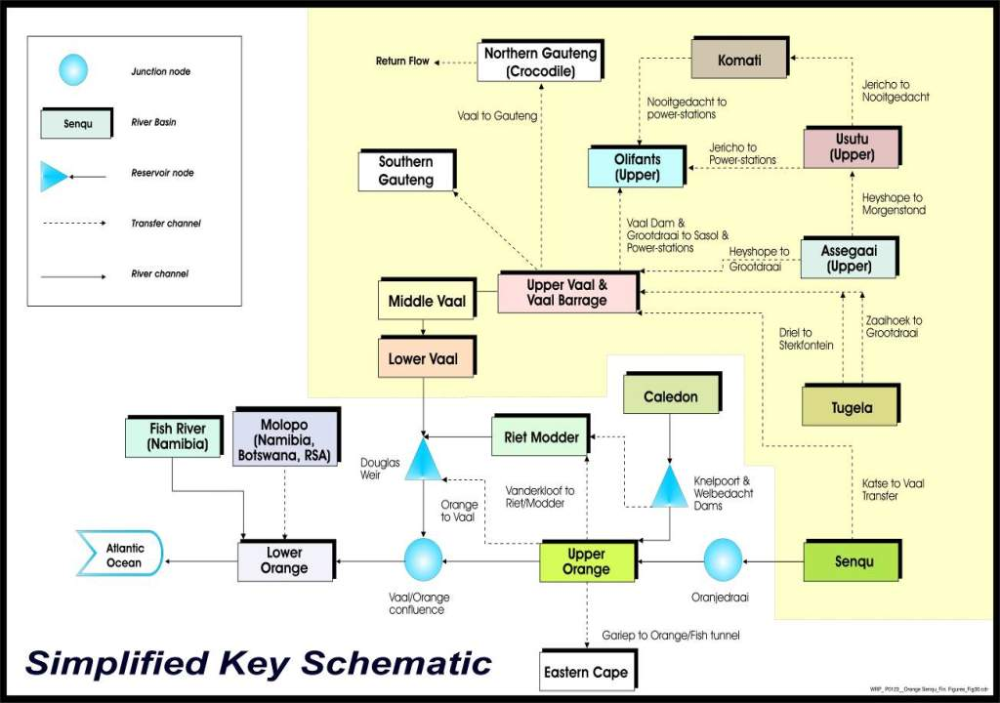 Junction node
Senqu
River Basin
Reservoir node
Transfer channel
River channel
Return Flow
Northern Gauteng
(Crocodile)
Komati
Jericho to
Nooitgedacht
Nooitgedacht to
power-stations
Vaal to Gauteng
Usutu
(Upper)
Southern
Gauteng
Olifants
(Upper)
Jericho to
Power-stations
Heyshope to
Morgenstond
Vaal Dam &
Grootdraai to Sasol &
Power-stations
Heyshope to
Grootdraai
Assegaai
(Upper)
Middle Vaal
Upper Vaal &
Vaal Barrage
Driel to
Sterkfontein
Zaaihoek to
Grootdraai
Lower Vaal
Caledon
Tugela
Fish River
(Namibia)
Molopo
(Namibia,
Botswana, RSA)
Riet Modder
Douglas
Weir
Vanderkloof to
Riet/Modder
Knelpoort &
Welbedacht
Dams
Katse to Vaal
Transfer
Orange
to Vaal
Atlantic
Ocean
Lower
Orange
Upper
Orange
Senqu
Vaal/Orange
confluence
Oranjedraai
Gariep to Orange/Fish tunnel
Simplified Key Schematic
Eastern Cape
WRP_ P0123__Orange Senqu_Fin. Figures_Fig30.cdr